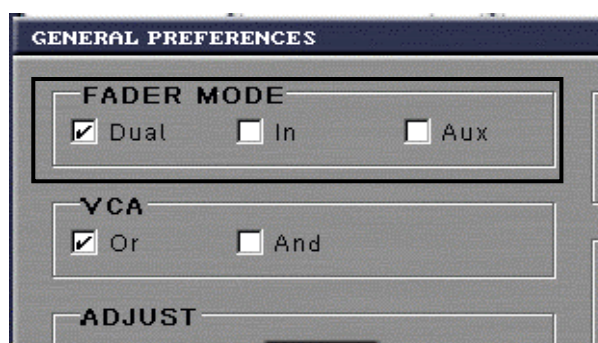 GENERAL PREFERENCES
FADER MODE
Dual In Aux
VCA
Or And
ADJUST